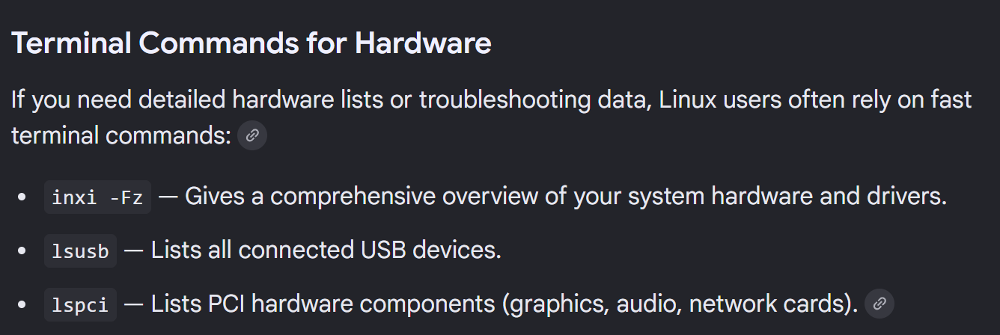 Terminal Commands for Hardware
If you need detailed hardware lists or troubleshooting data, Linux users often rely on fast
terminal commands:
• inxi -Fz — Gives a comprehensive overview of your system hardware and drivers.
• lsusb — Lists all connected USB devices.
• lspci — Lists PCI hardware components (graphics, audio, network cards).